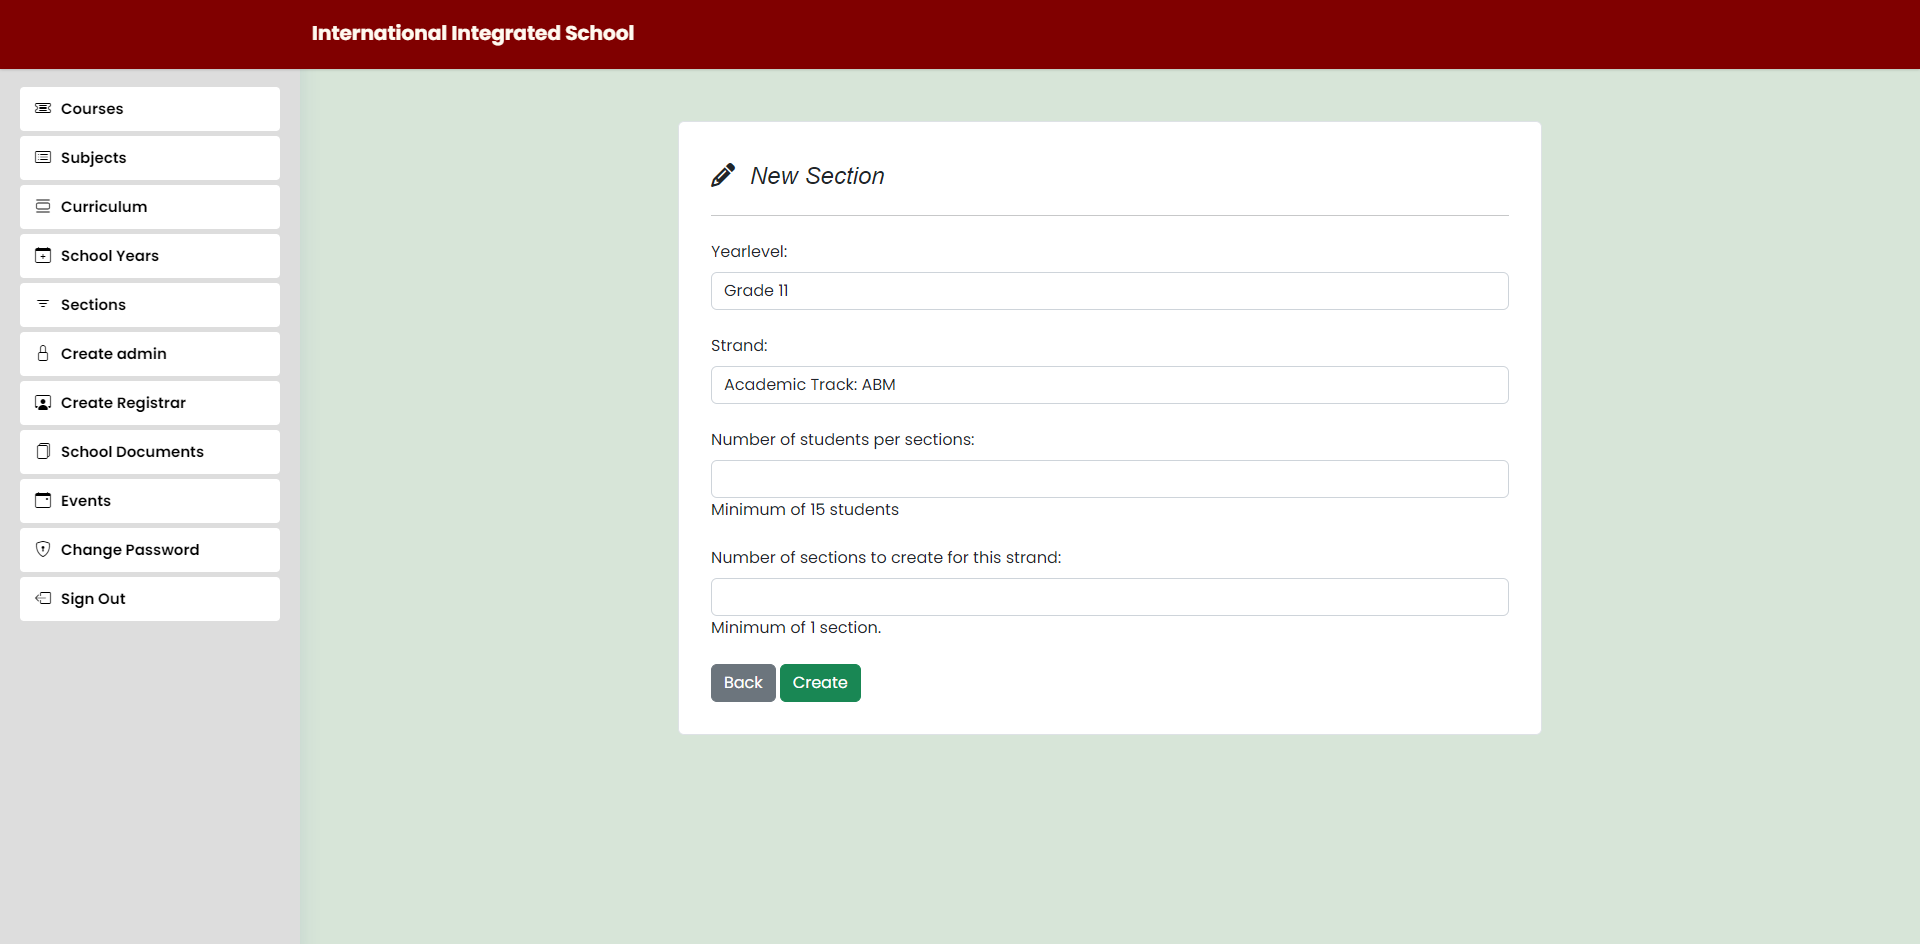 International Integrated School
Courses
Subjects
Curriculum
School Years
Sections
Create admin
Create Registrar
School Documents
Events
Change Password
Sign Out
New Section
Yearlevel:
Grade 11
Strand:
Academic Track: ABM
Number of students per sections:
Minimum of 15 students
Number of sections to create for this strand:
Minimum of 1 section.
Back Create